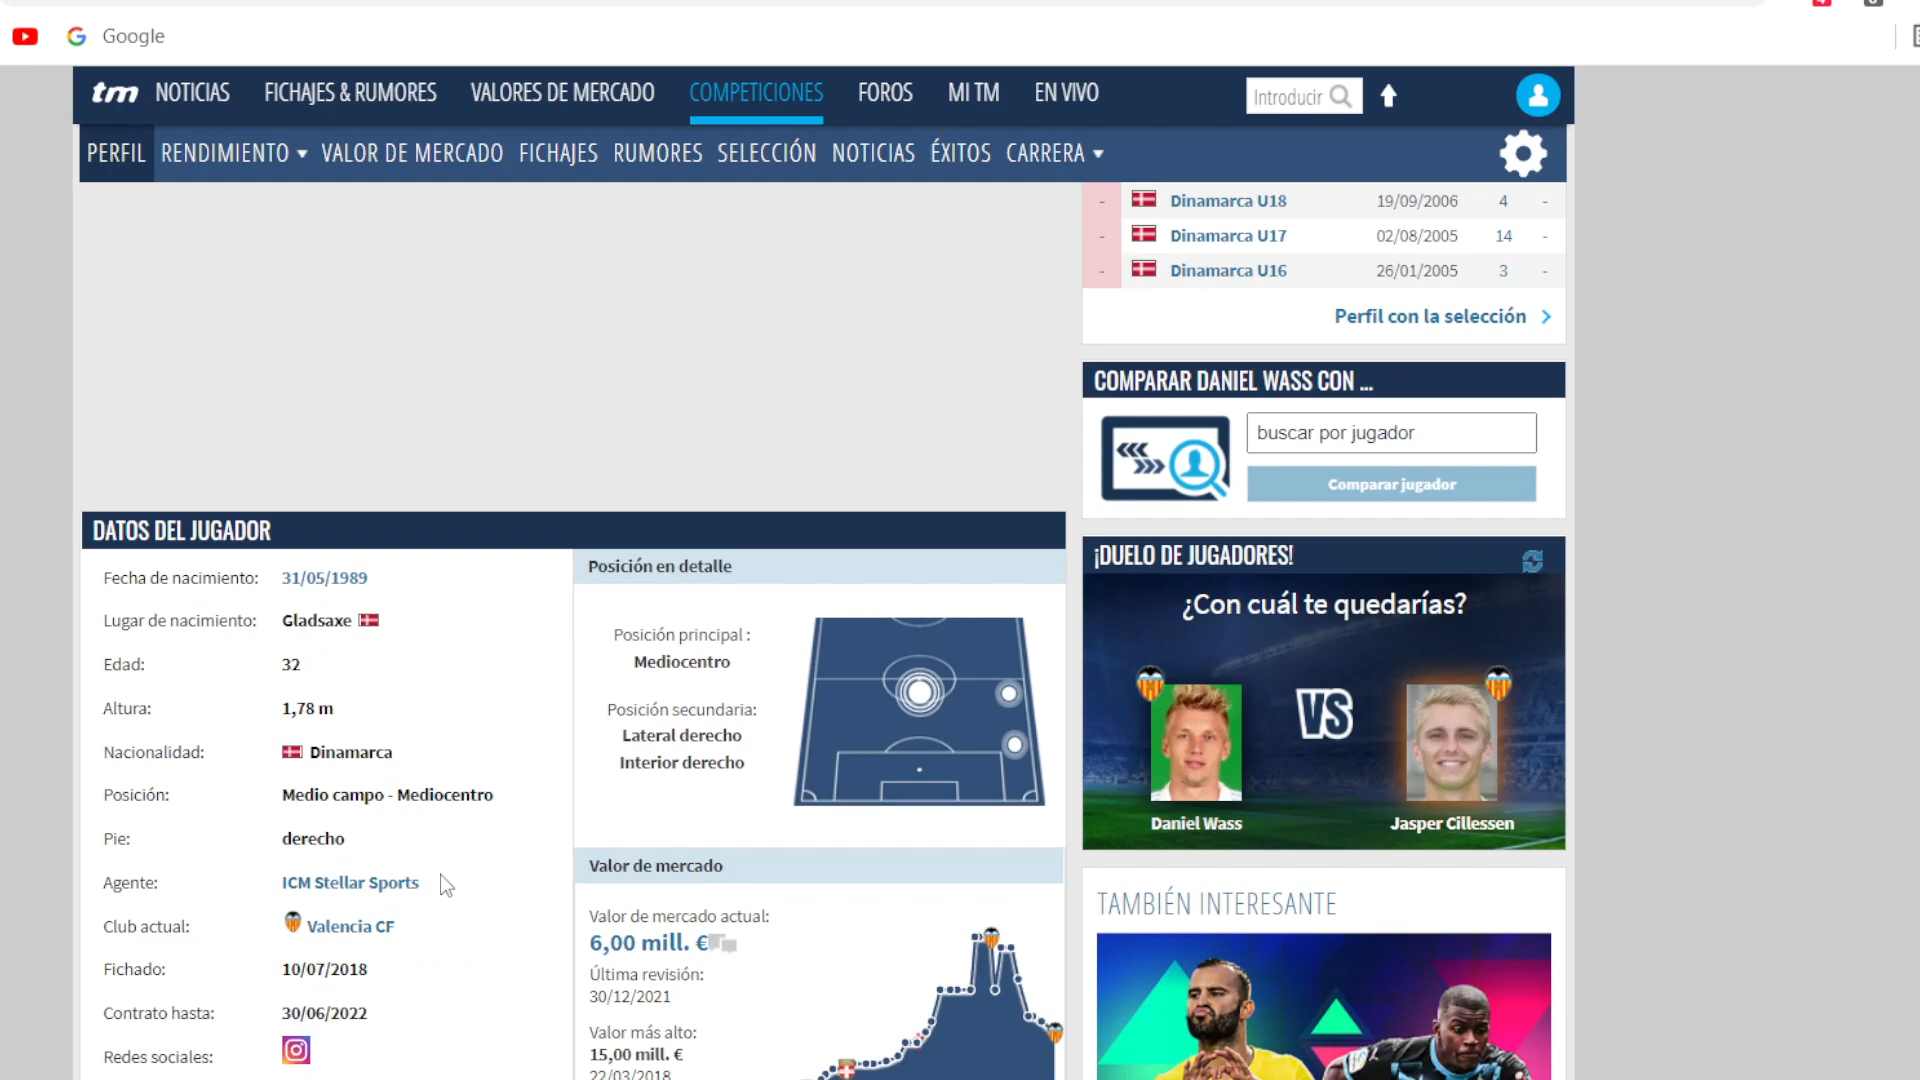 Google
tm NOTICIAS FICHAJES & RUMORES VALORES DE MERCADO COMPETICIONES FOROS MI TM EN VIVO Introducir
PERFIL RENDIMIENTO VALOR DE MERCADO FICHAJES RUMORES SELECCIÓN NOTICIAS ÉXITOS CARRERA
- Dinamarca U18 19/09/2006 4 -
- Dinamarca U17 02/08/2005 14 -
- Dinamarca U16 26/01/2005 3 -
Perfil con la selección
COMPARAR DANIEL WASS CON ...
buscar por jugador
Comparar jugador
DATOS DEL JUGADOR
Fecha de nacimiento: 31/05/1989
Lugar de nacimiento: Gladsaxe
Edad: 32
Altura: 1,78 m
Nacionalidad: Dinamarca
Posición: Medio campo - Mediocentro
Pie: derecho
Agente: ICM Stellar Sports
Club actual: Valencia CF
Fichado: 10/07/2018
Contrato hasta: 30/06/2022
Redes sociales:
Posición en detalle
Posición principal :
Mediocentro
Posición secundaria:
Lateral derecho
Interior derecho
Valor de mercado
Valor de mercado actual:
6,00 mill. €
Última revisión:
30/12/2021
Valor más alto:
15,00 mill. €
22/03/2018
¡DUELO DE JUGADORES!
¿Con cuál te quedarías?
VS
Daniel Wass Jasper Cillessen
TAMBIÉN INTERESANTE